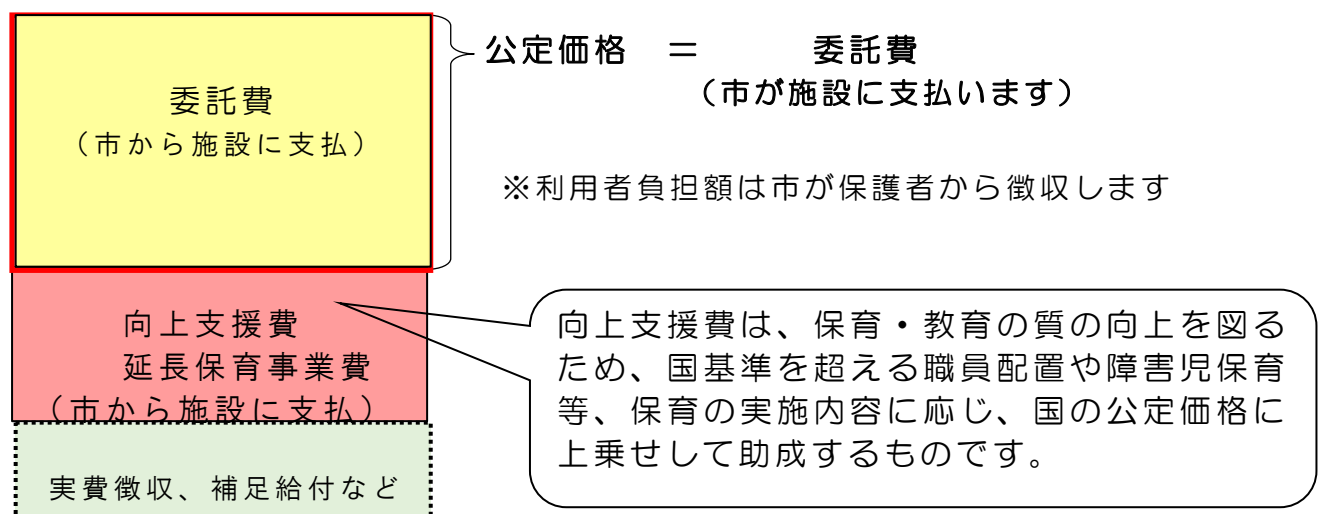 委託費
（市から施設に支払）
公定価格　＝　　　委託費
（市が施設に支払います）
※利用者負担額は市が保護者から徴収します
向上支援費
延長保育事業費
（市から施設に支払）
向上支援費は、保育・教育の質の向上を図る
ため、国基準を超える職員配置や障害児保育
等、保育の実施内容に応じ、国の公定価格に
上乗せして助成するものです。
実費徴収、補足給付など